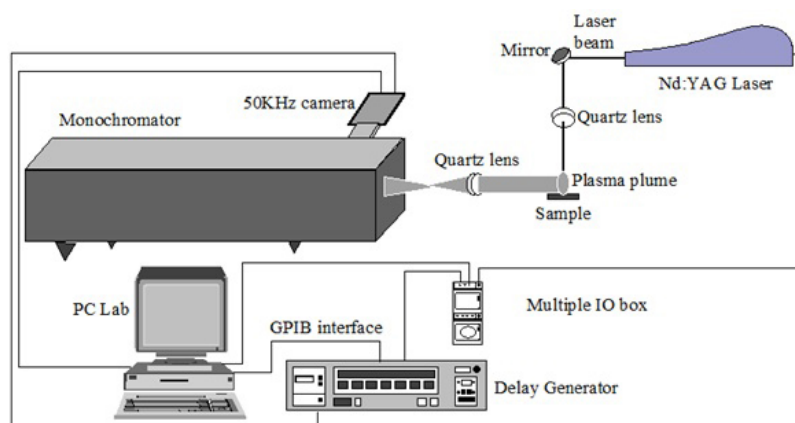 Laser
beam
Mirror
Nd:YAG Laser
50KHz camera
Monochromator
Quartz lens
Quartz lens
Plasma plume
Sample
PC Lab
GPIB interface
Multiple IO box
Delay Generator